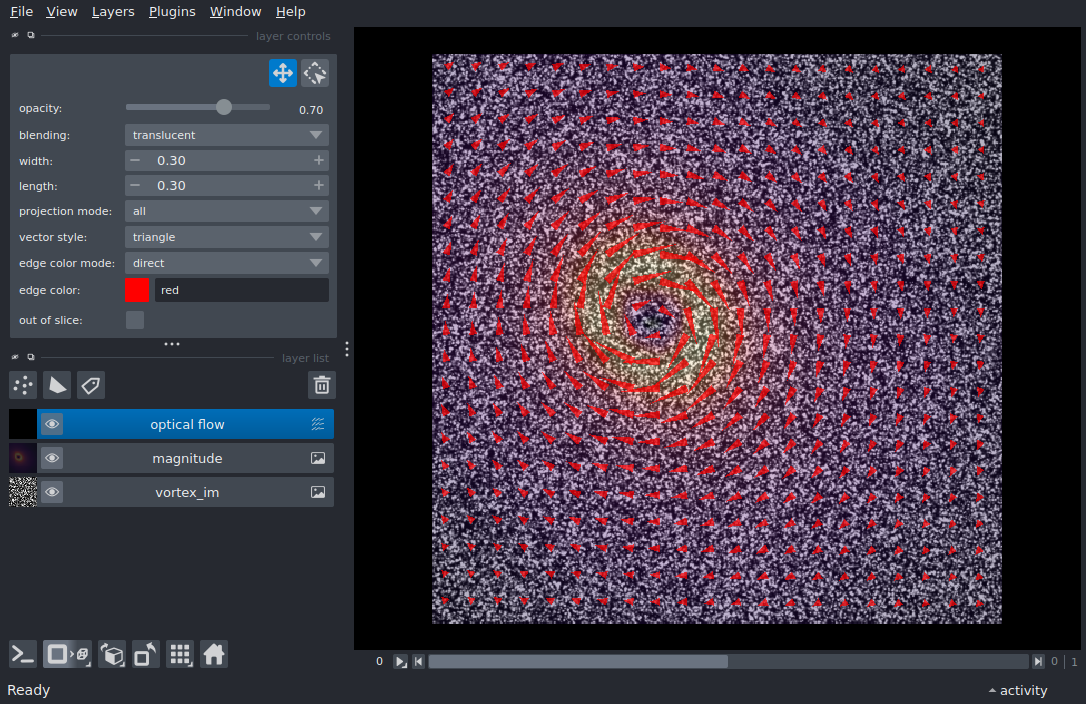 File View Layers Plugins Window Help
layer controls
opacity: 0.70
blending: translucent
width: − 0.30 +
length: − 0.30 +
projection mode: all
vector style: triangle
edge color mode: direct
edge color: red
out of slice:
layer list
optical flow
magnitude
vortex_im
0 0 1
Ready activity